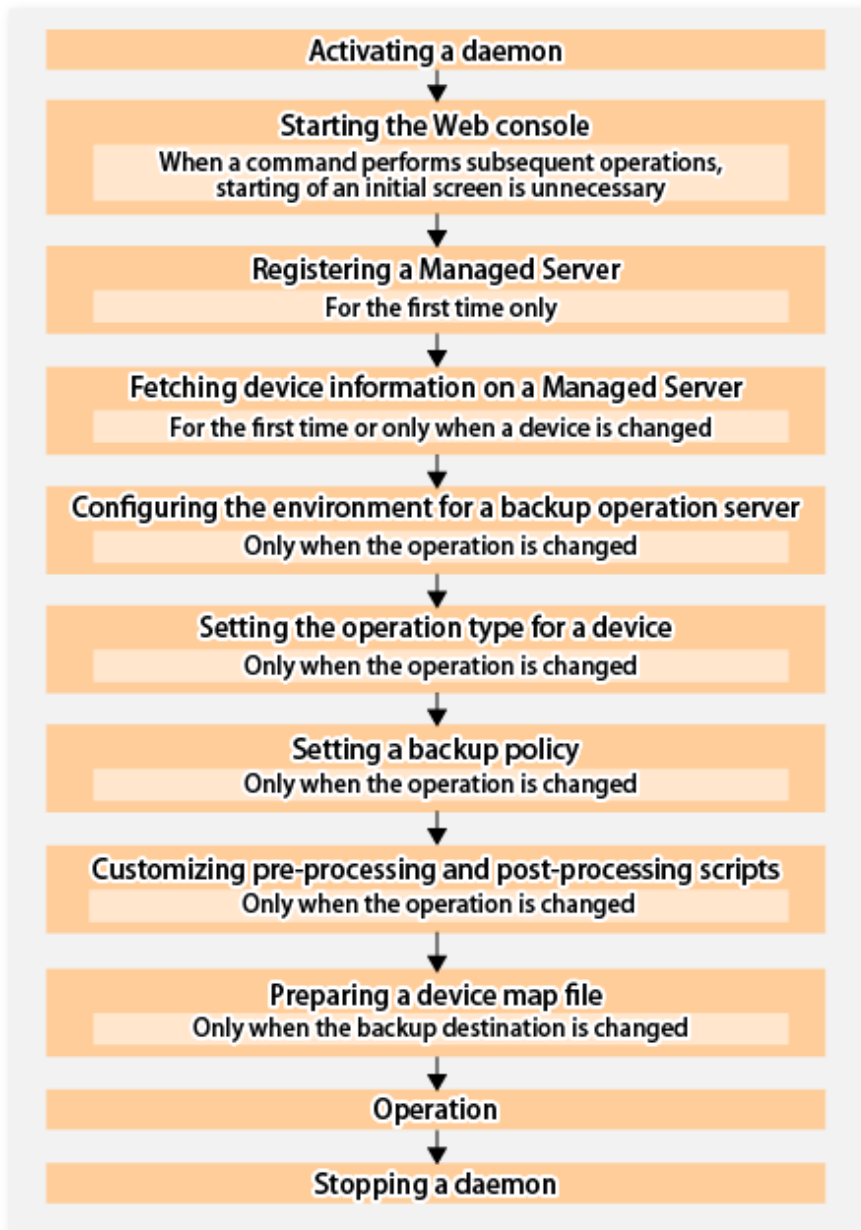 Activating a daemon
Starting the Web console
When a command performs subsequent operations,
starting of an initial screen is unnecessary
Registering a Managed Server
For the first time only
Fetching device information on a Managed Server
For the first time or only when a device is changed
Configuring the environment for a backup operation server
Only when the operation is changed
Setting the operation type for a device
Only when the operation is changed
Setting a backup policy
Only when the operation is changed
Customizing pre-processing and post-processing scripts
Only when the operation is changed
Preparing a device map file
Only when the backup destination is changed
Operation
Stopping a daemon